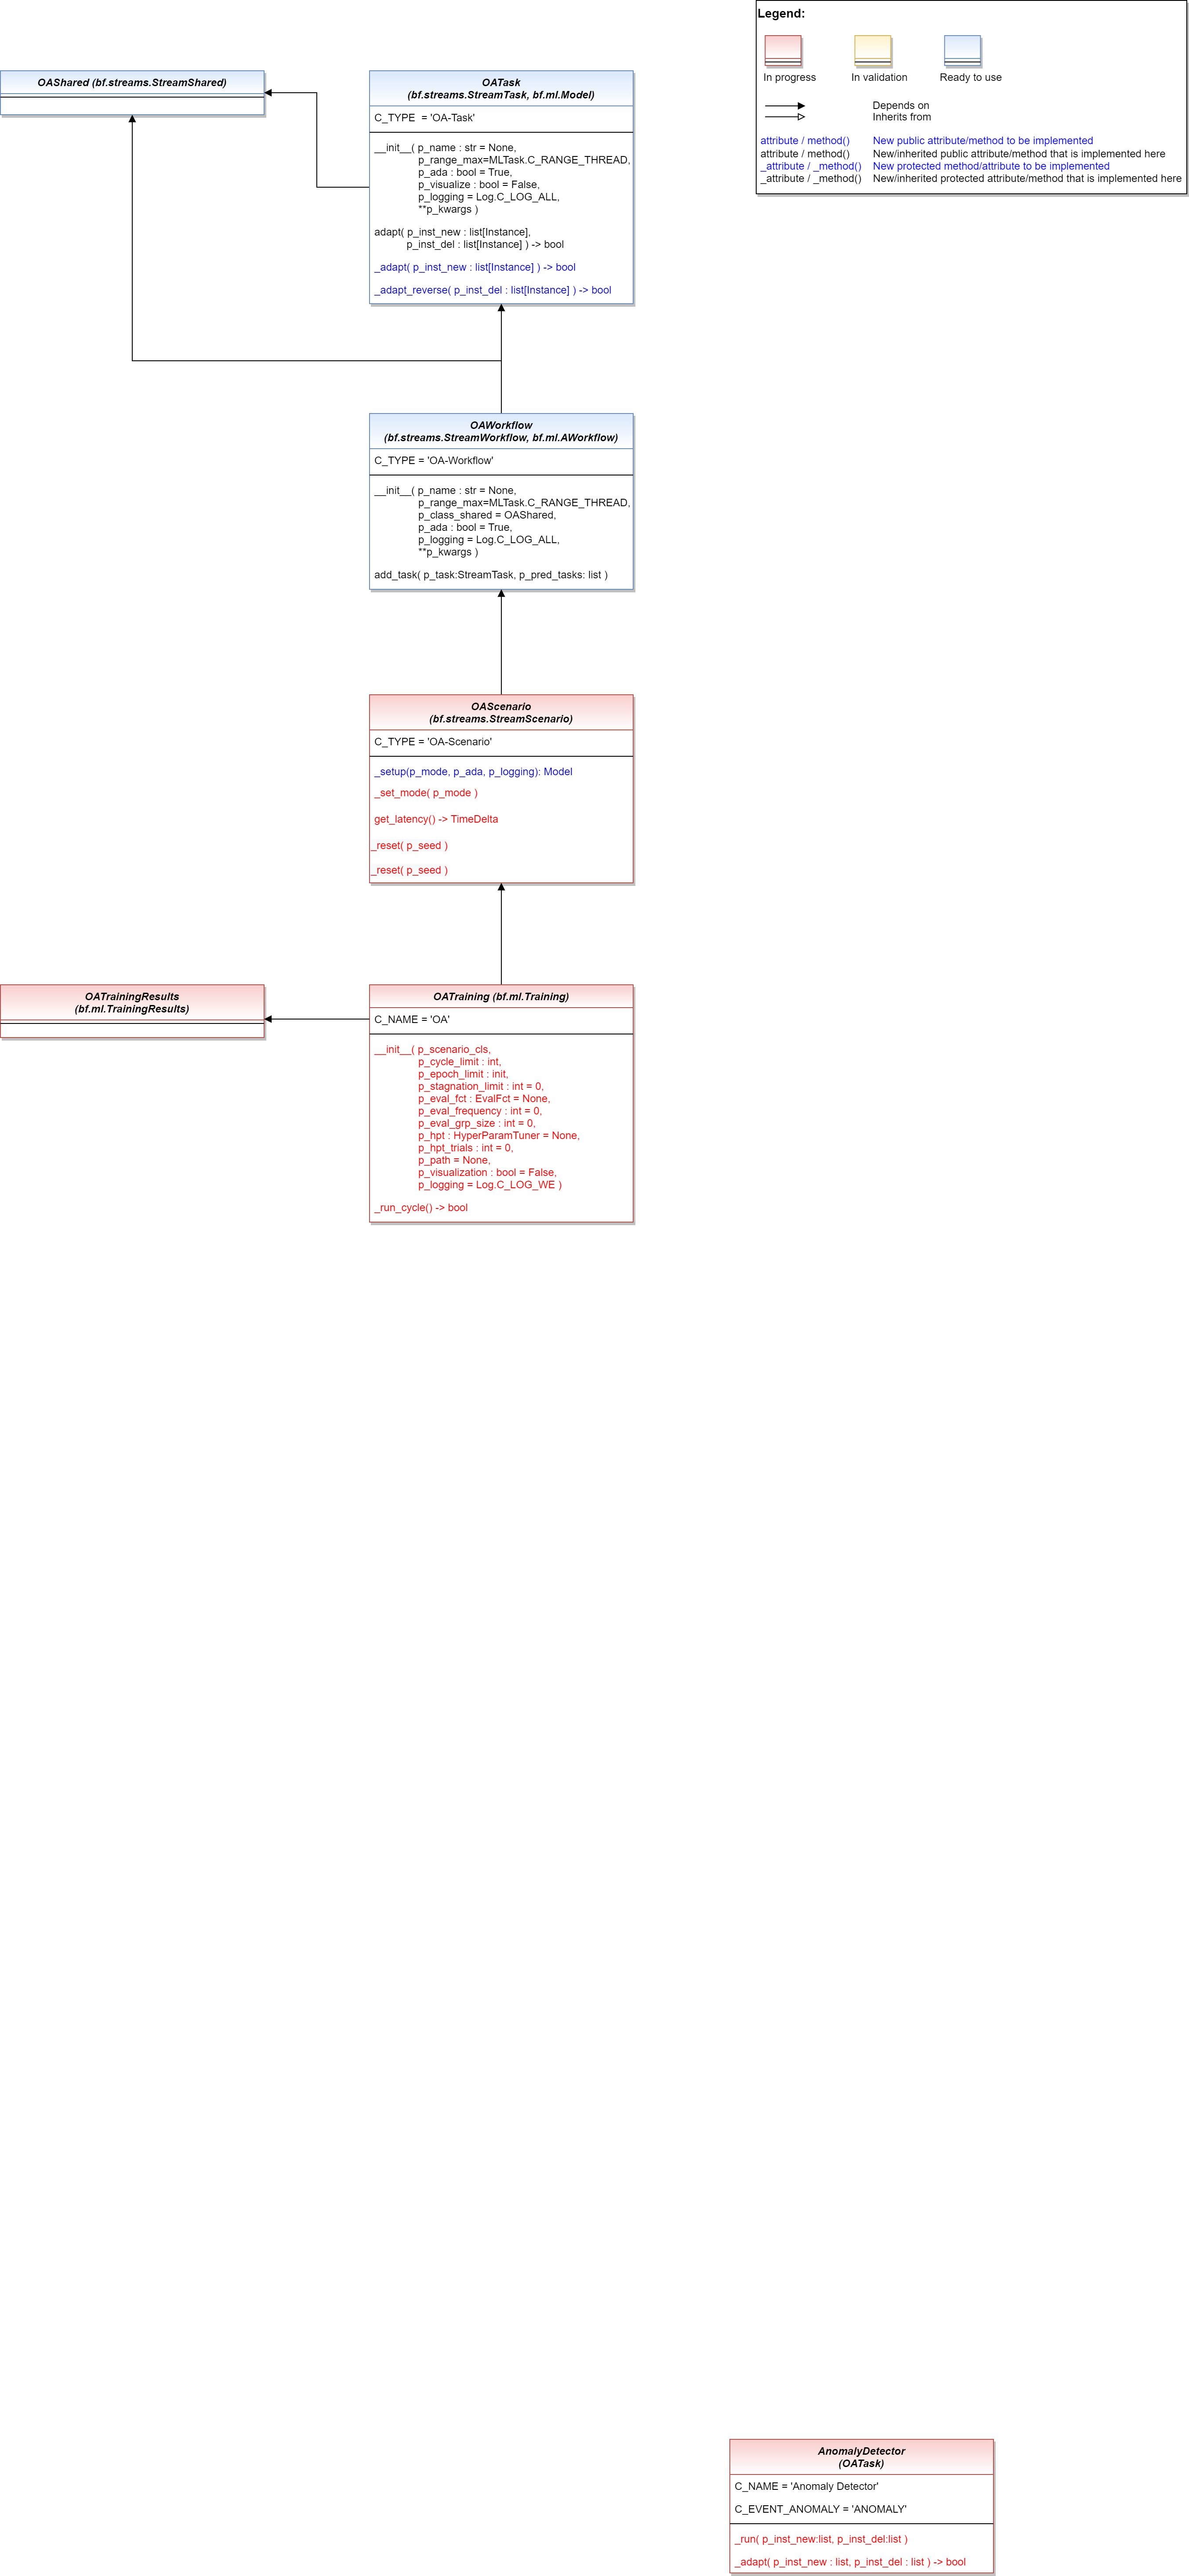 Legend:
In progress
In validation
Ready to use
Depends on
Inherits from
attribute / method() New public attribute/method to be implemented
attribute / method() New/inherited public attribute/method that is implemented here
_attribute / _method() New protected method/attribute to be implemented
_attribute / _method() New/inherited protected attribute/method that is implemented here
OAShared (bf.streams.StreamShared)
OATask
(bf.streams.StreamTask, bf.ml.Model)
C_TYPE = 'OA-Task'
__init__( p_name : str = None,
p_range_max=MLTask.C_RANGE_THREAD,
p_ada : bool = True,
p_visualize : bool = False,
p_logging = Log.C_LOG_ALL,
**p_kwargs )
adapt( p_inst_new : list[Instance],
p_inst_del : list[Instance] ) -> bool
_adapt( p_inst_new : list[Instance] ) -> bool
_adapt_reverse( p_inst_del : list[Instance] ) -> bool
OAWorkflow
(bf.streams.StreamWorkflow, bf.ml.AWorkflow)
C_TYPE = 'OA-Workflow'
__init__( p_name : str = None,
p_range_max=MLTask.C_RANGE_THREAD,
p_class_shared = OAShared,
p_ada : bool = True,
p_logging = Log.C_LOG_ALL,
**p_kwargs )
add_task( p_task:StreamTask, p_pred_tasks: list )
OAScenario
(bf.streams.StreamScenario)
C_TYPE = 'OA-Scenario'
_setup(p_mode, p_ada, p_logging): Model
_set_mode( p_mode )
get_latency() -> TimeDelta
_reset( p_seed )
_reset( p_seed )
OATrainingResults
(bf.ml.TrainingResults)
OATraining (bf.ml.Training)
C_NAME = 'OA'
__init__( p_scenario_cls,
p_cycle_limit : int,
p_epoch_limit : init,
p_stagnation_limit : int = 0,
p_eval_fct : EvalFct = None,
p_eval_frequency : int = 0,
p_eval_grp_size : int = 0,
p_hpt : HyperParamTuner = None,
p_hpt_trials : int = 0,
p_path = None,
p_visualization : bool = False,
p_logging = Log.C_LOG_WE )
_run_cycle() -> bool
AnomalyDetector
(OATask)
C_NAME = 'Anomaly Detector'
C_EVENT_ANOMALY = 'ANOMALY'
_run( p_inst_new:list, p_inst_del:list )
_adapt( p_inst_new : list, p_inst_del : list ) -> bool